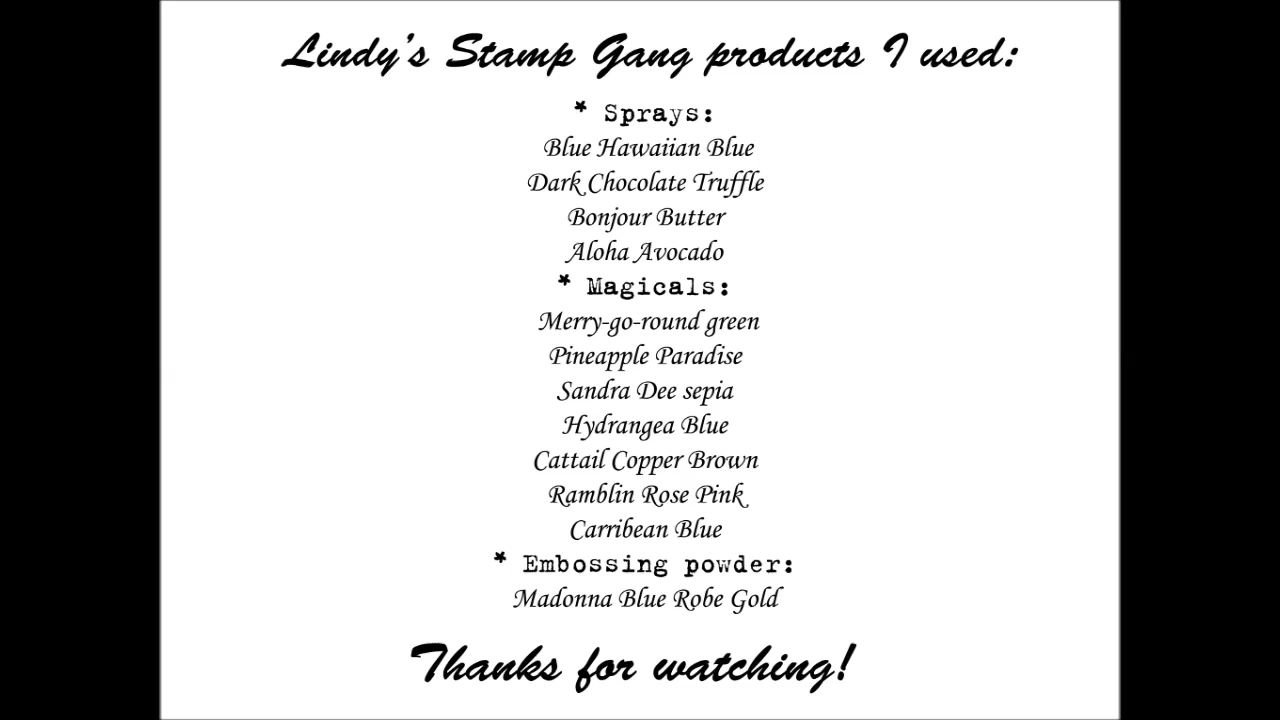 Lindy's Stamp Gang products I used:
* Sprays:
Blue Hawaiian Blue
Dark Chocolate Truffle
Bonjour Butter
Aloha Avocado
* Magicals:
Merry-go-round green
Pineapple Paradise
Sandra Dee sepia
Hydrangea Blue
Cattail Copper Brown
Ramblin Rose Pink
Carribean Blue
* Embossing powder:
Madonna Blue Robe Gold
Thanks for watching!